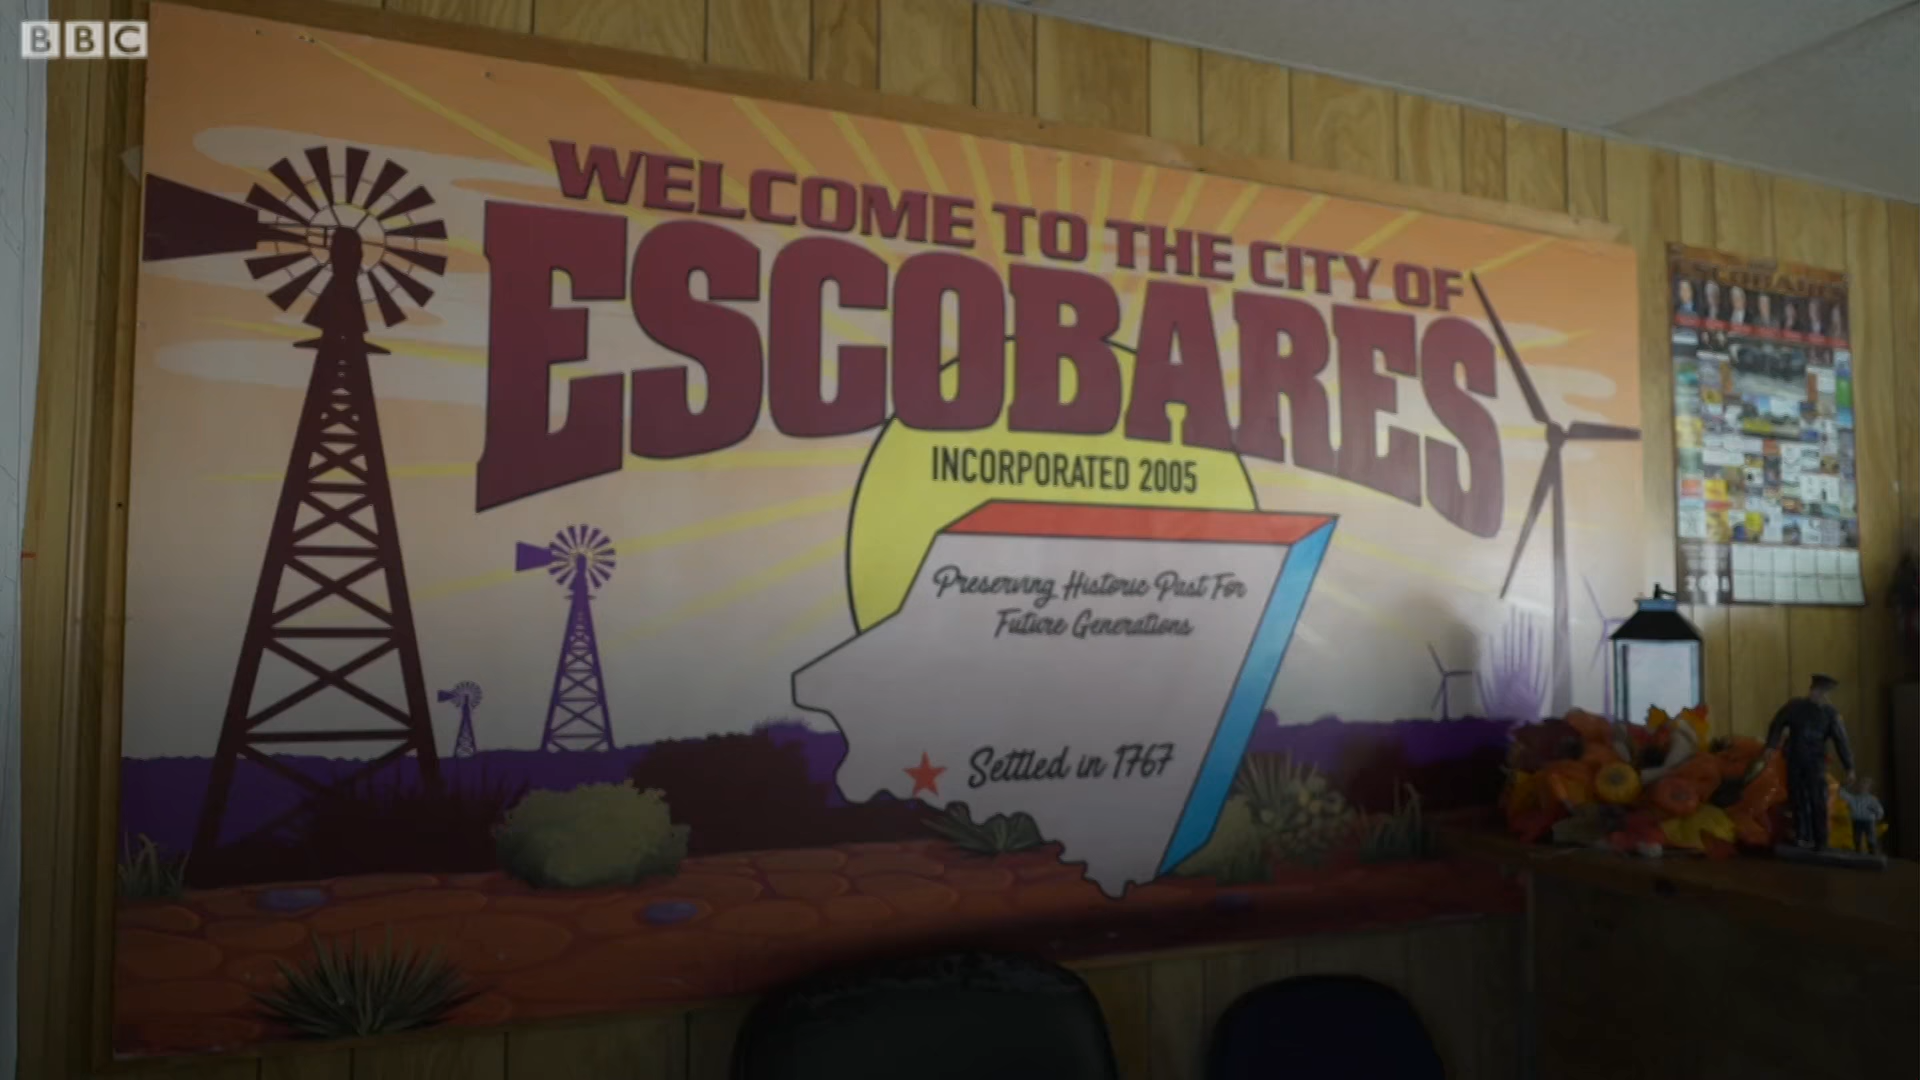 BBC
WELCOME TO THE CITY OF
ESCOBARES
INCORPORATED 2005
Preserving Historic Past For
Future Generations
Settled in 1767